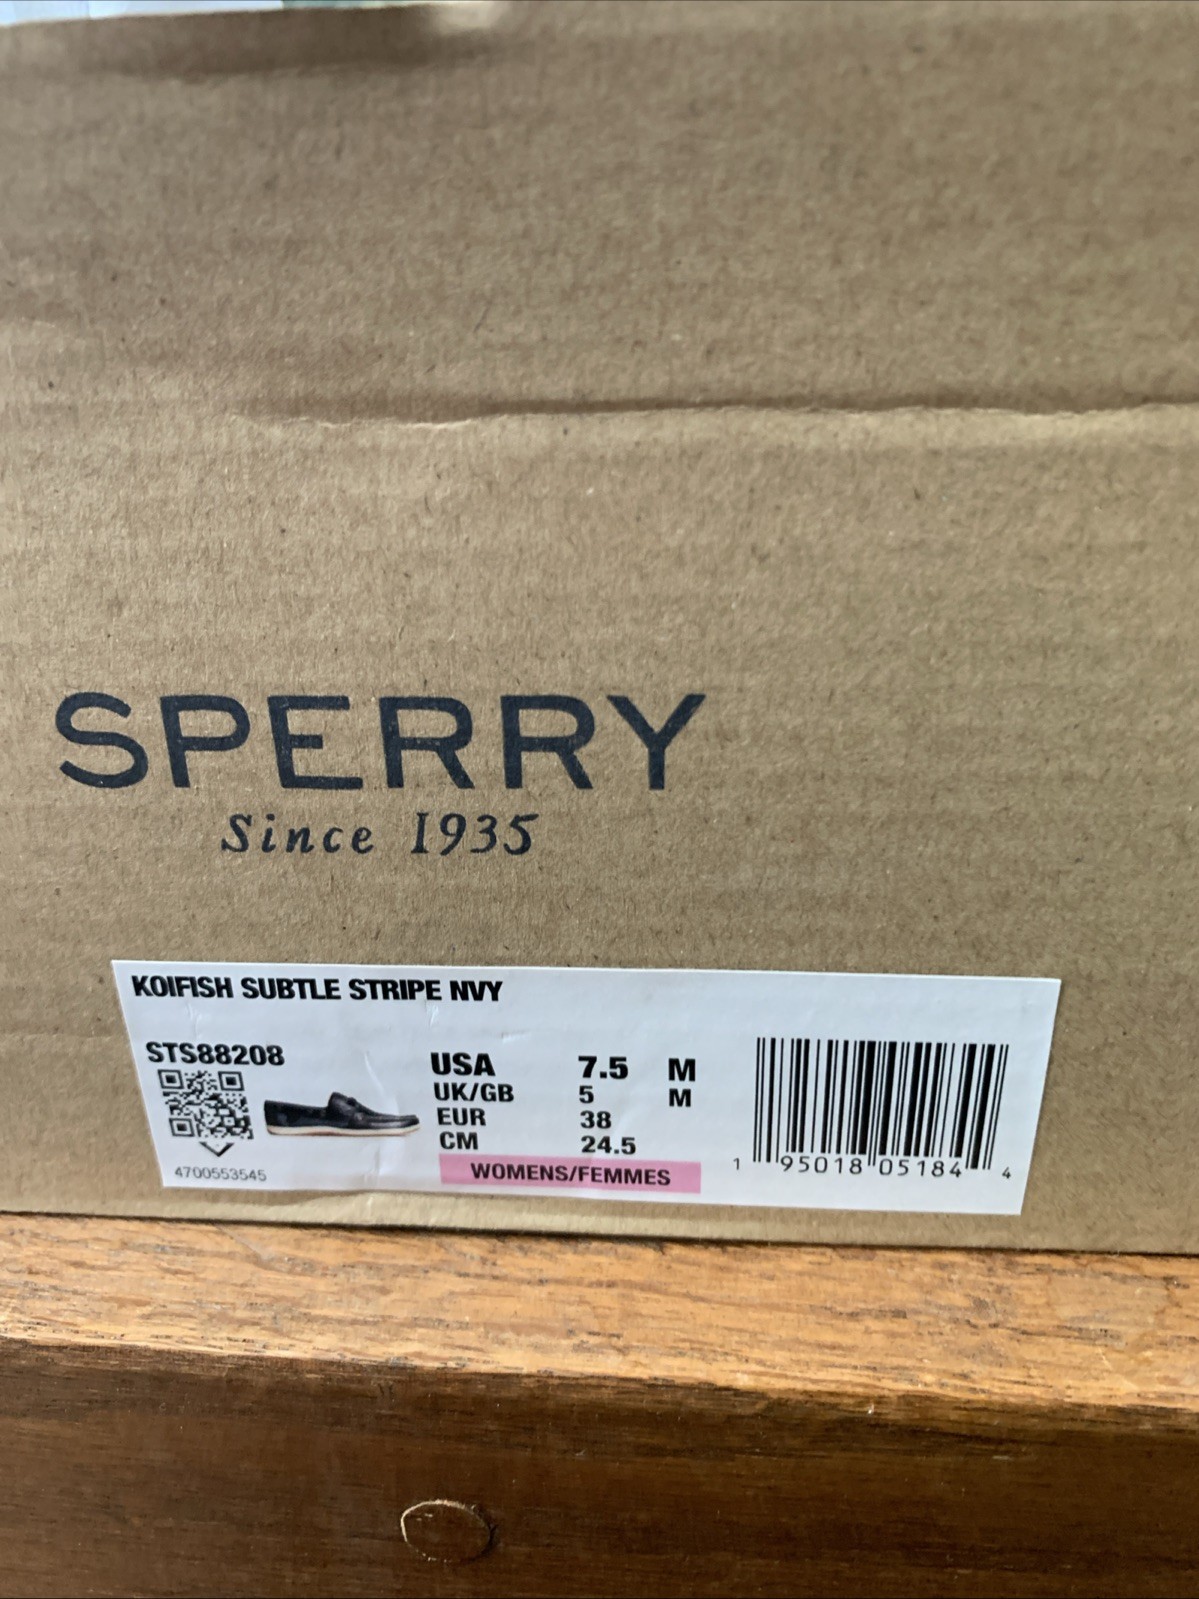 SPERRY
Since 1935
KOIFISH SUBTLE STRIPE NVY
STS88208
4700553545
USA 7.5 M
UK/GB 5 M
EUR 38
CM 24.5
WOMENS/FEMMES
1 95018 05184 4